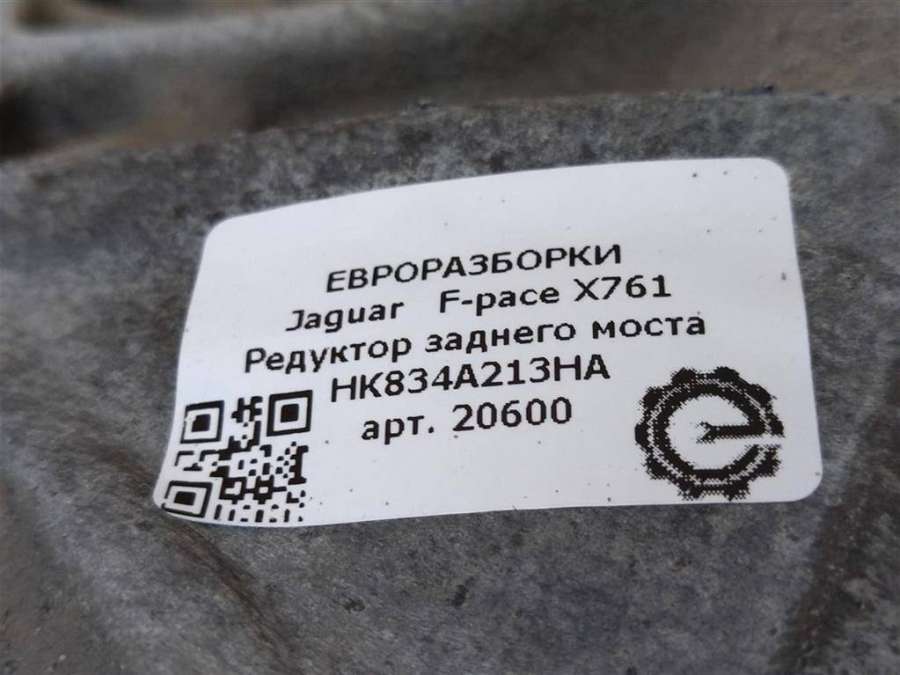 ЕВРОРАЗБОРКИ
Jaguar F-pace X761
Редуктор заднего моста
HK834A213HA
арт. 20600